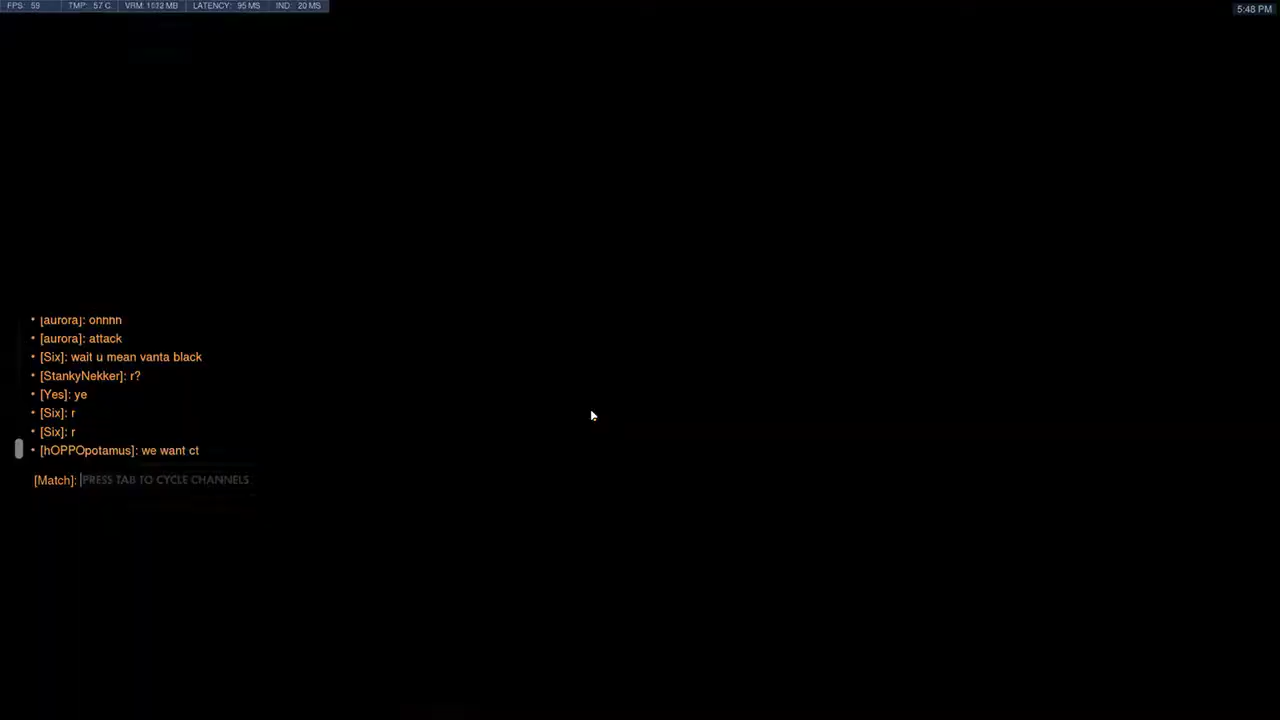 FPS: 59 TMP: 57 C. VRM: 1032 MB LATENCY: 95 MS IND: 20 MS
5:48 PM
• [aurora]: ohhhh
• [aurora]: attack
• [Six]: wait u mean vanta black
• [StankyNekker]: r?
• [Yes]: ye
• [Six]: r
• [Six]: r
• [hOPPOpotamus]: we want ct
[Match]: PRESS TAB TO CYCLE CHANNELS